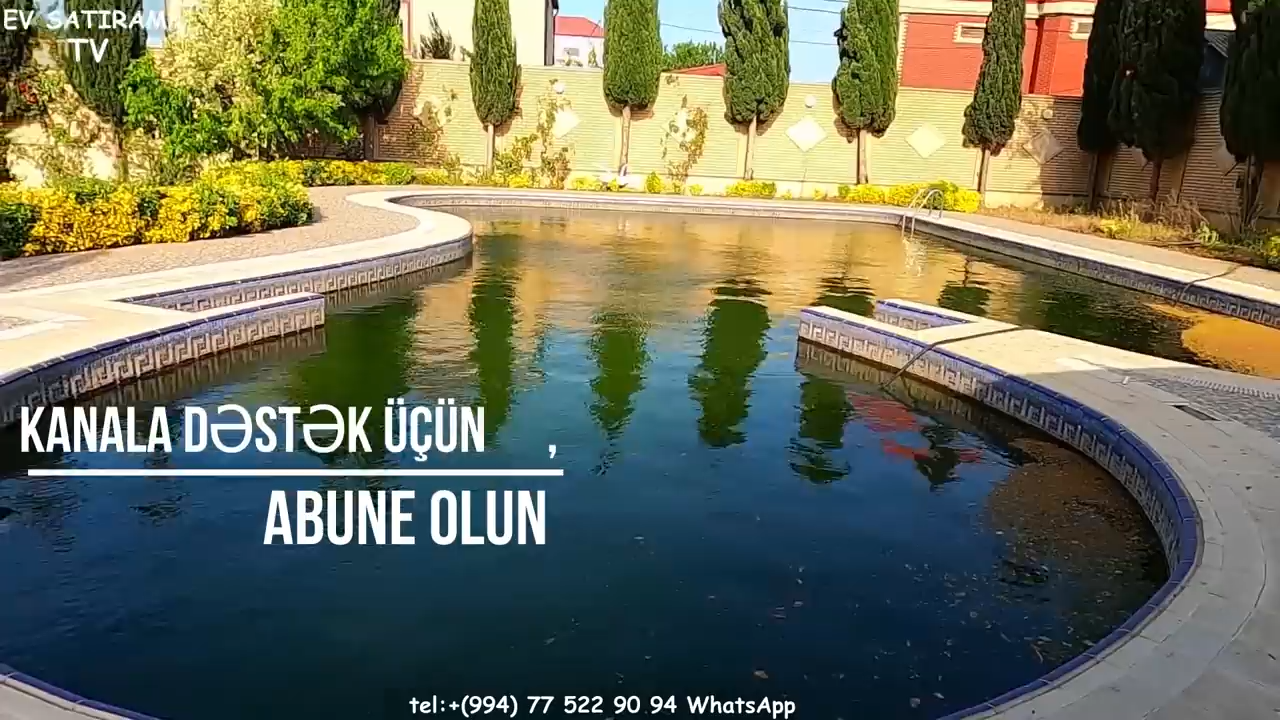 EV SATIRAM
TV
KANALA DƏSTƏK ÜÇÜN ,
ABUNE OLUN
tel:+(994) 77 522 90 94 WhatsApp